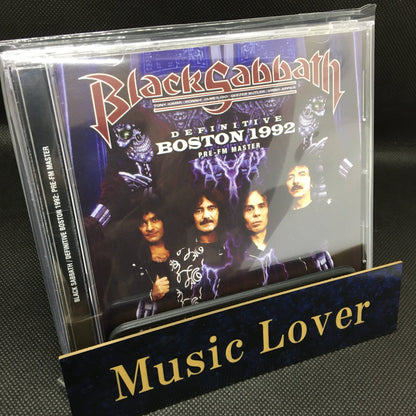 Black Sabbath
TONY IOMMI / RONNIE JAMES DIO / GEEZER BUTLER / VINNY APPICE
DEFINITIVE
BOSTON 1992
PRE-FM MASTER
BLACK SABBATH / DEFINITIVE BOSTON 1992: PRE-FM MASTER
Music Lover